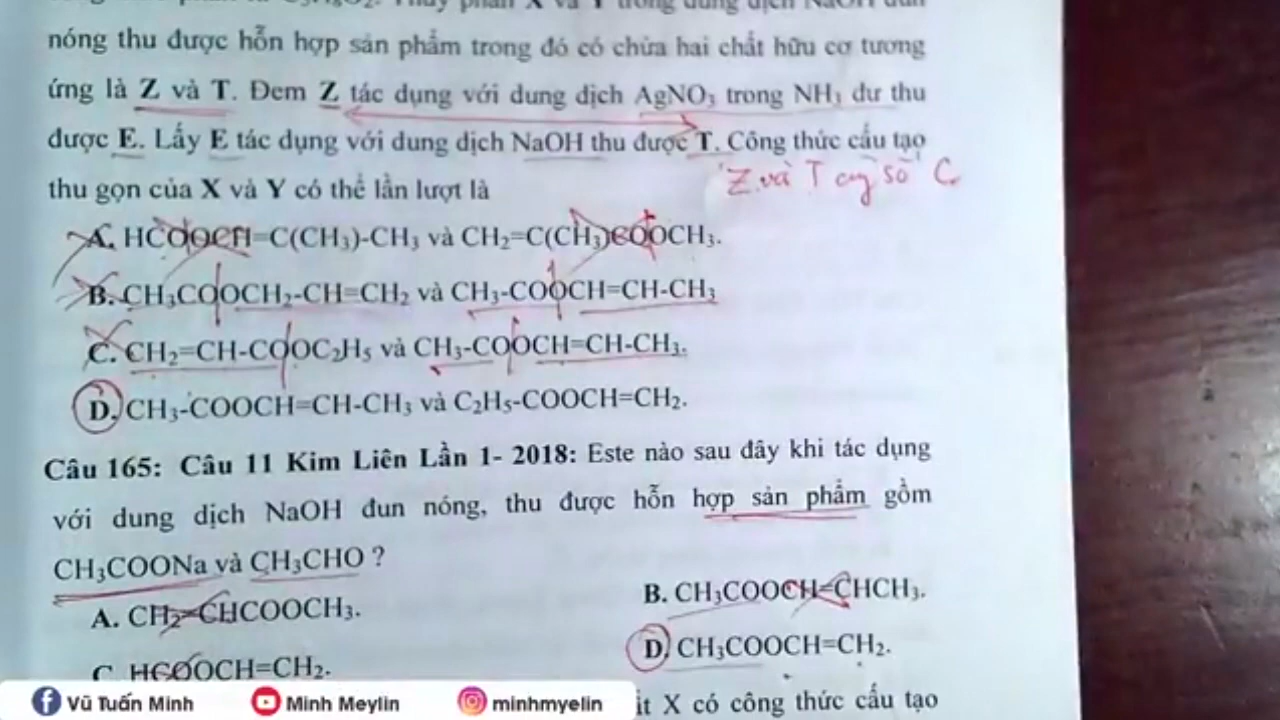 nóng thu được hỗn hợp sản phẩm trong đó có chứa hai chất hữu cơ tương
ứng là Z và T. Đem Z tác dụng với dung dịch AgNO₃ trong NH₃ dư thu
được E. Lấy E tác dụng với dung dịch NaOH thu được T. Công thức cấu tạo
thu gọn của X và Y có thể lần lượt là
Z và T cg số C
A. HCOOCH=C(CH₃)-CH₃ và CH₂=C(CH₃)COOCH₃.
B. CH₃COOCH₂-CH=CH₂ và CH₃-COOCH=CH-CH₃
C. CH₂=CH-COOC₂H₅ và CH₃-COOCH=CH-CH₃.
D. CH₃-COOCH=CH-CH₃ và C₂H₅-COOCH=CH₂.
Câu 165: Câu 11 Kim Liên Lần 1- 2018: Este nào sau đây khi tác dụng
với dung dịch NaOH đun nóng, thu được hỗn hợp sản phẩm gồm
CH₃COONa và CH₃CHO ?
A. CH₂=CHCOOCH₃.
B. CH₃COOCH=CHCH₃.
C. HCOOCH=CH₂.
D. CH₃COOCH=CH₂.
Vũ Tuấn Minh Minh Meylin minhmyelin
ất X có công thức cấu tạo